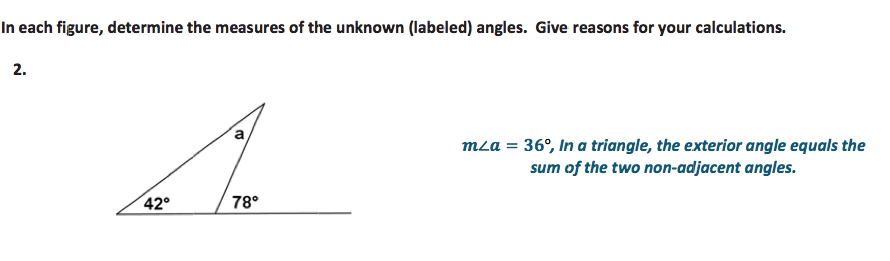 In each figure, determine the measures of the unknown (labeled) angles. Give reasons for your calculations.
2.
a
42° 78°
m∠a = 36°, In a triangle, the exterior angle equals the
sum of the two non-adjacent angles.